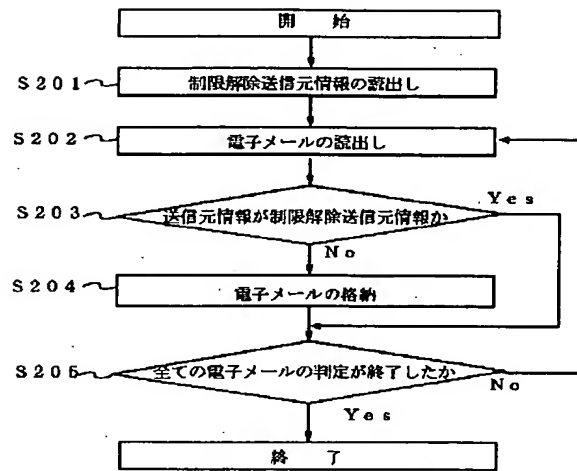 開 始
S201
制限解除送信元情報の読出し
S202
電子メールの読出し
S203
送信元情報が制限解除送信元情報か
Yes
No
S204
電子メールの格納
S205
全ての電子メールの判定が終了したか
No
Yes
終 了